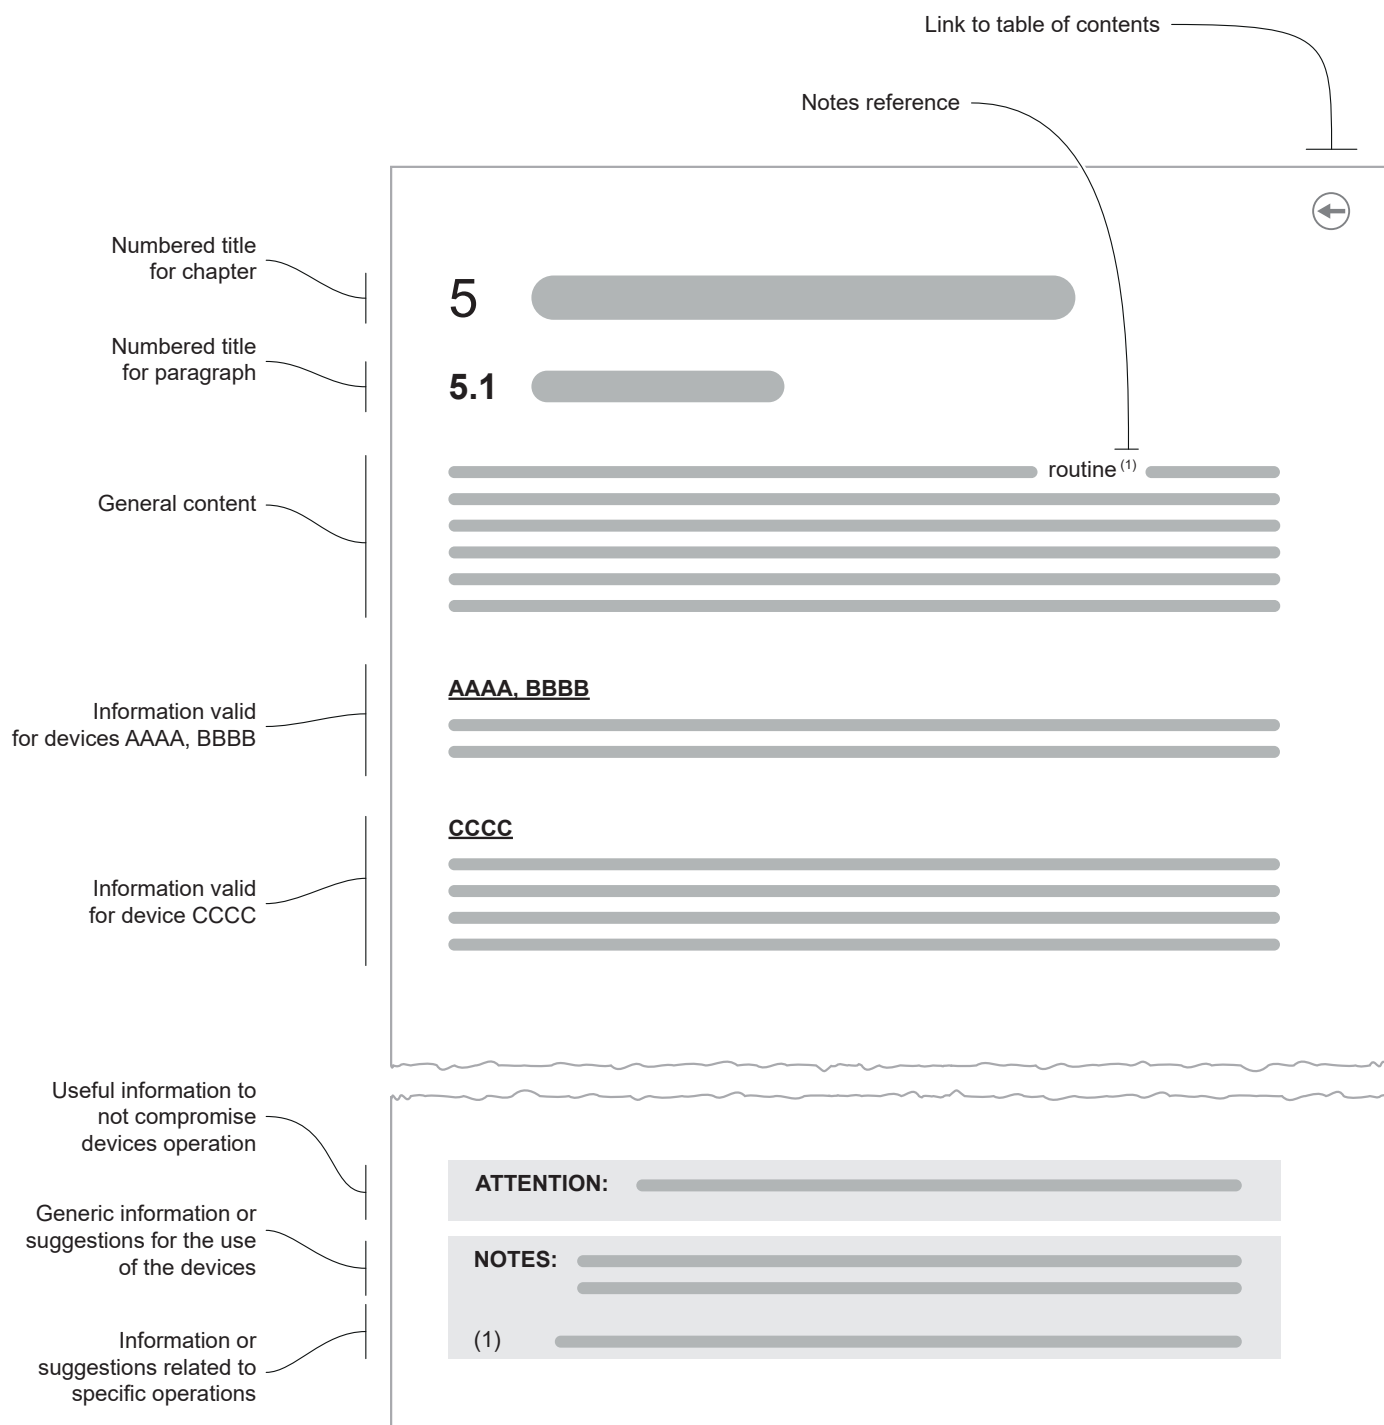 Link to table of contents
Notes reference
Numbered title
for chapter
5
Numbered title
for paragraph
5.1
routine (1)
General content
AAAA, BBBB
Information valid
for devices AAAA, BBBB
CCCC
Information valid
for device CCCC
Useful information to
not compromise
devices operation
ATTENTION:
Generic information or
suggestions for the use
of the devices
NOTES:
(1)
Information or
suggestions related to
specific operations